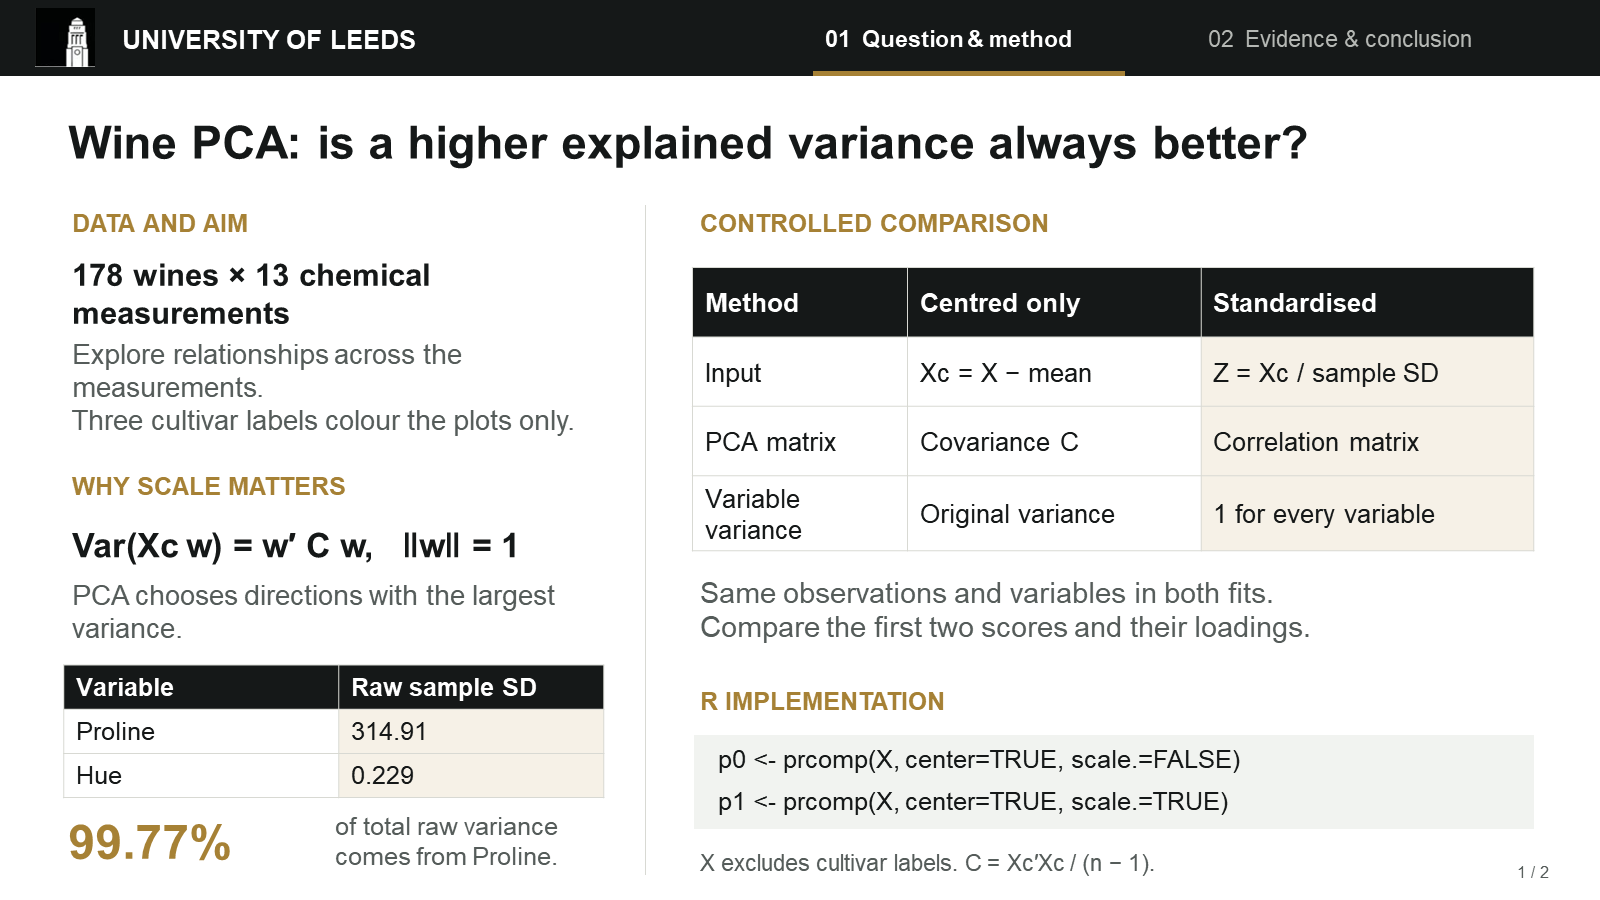 UNIVERSITY OF LEEDS
01 Question & method
02 Evidence & conclusion
Wine PCA: is a higher explained variance always better?
DATA AND AIM
178 wines × 13 chemical
measurements
Explore relationships across the
measurements.
Three cultivar labels colour the plots only.
WHY SCALE MATTERS
Var(Xc w) = w′ C w, ||w|| = 1
PCA chooses directions with the largest
variance.
Variable Raw sample SD
Proline 314.91
Hue 0.229
99.77%
of total raw variance
comes from Proline.
CONTROLLED COMPARISON
Method Centred only Standardised
Input Xc = X − mean Z = Xc / sample SD
PCA matrix Covariance C Correlation matrix
Variable
variance Original variance 1 for every variable
Same observations and variables in both fits.
Compare the first two scores and their loadings.
R IMPLEMENTATION
p0 <- prcomp(X, center=TRUE, scale.=FALSE)
p1 <- prcomp(X, center=TRUE, scale.=TRUE)
X excludes cultivar labels. C = Xc′Xc / (n − 1).
1 / 2